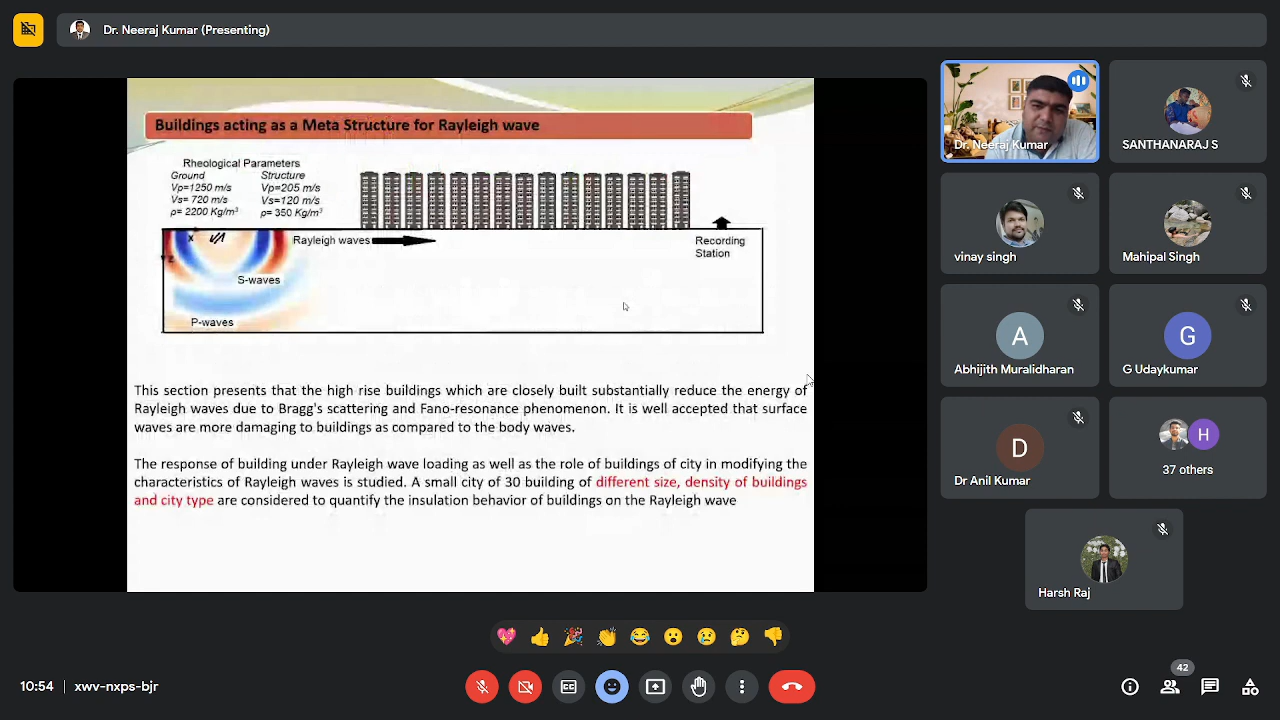 Dr. Neeraj Kumar (Presenting)
Buildings acting as a Meta Structure for Rayleigh wave
Rheological Parameters
Ground Structure
Vp=1250 m/s Vp=205 m/s
Vs= 720 m/s Vs=120 m/s
ρ= 2200 Kg/m³ ρ= 350 Kg/m³
X
Z
Rayleigh waves
Recording
Station
S-waves
P-waves
This section presents that the high rise buildings which are closely built substantially reduce the energy of
Rayleigh waves due to Bragg's scattering and Fano-resonance phenomenon. It is well accepted that surface
waves are more damaging to buildings as compared to the body waves.
The response of building under Rayleigh wave loading as well as the role of buildings of city in modifying the
characteristics of Rayleigh waves is studied. A small city of 30 building of different size, density of buildings
and city type are considered to quantify the insulation behavior of buildings on the Rayleigh wave
Dr. Neeraj Kumar
SANTHANARAJ S
vinay singh
Mahipal Singh
A
Abhijith Muralidharan
G
G Udaykumar
D
Dr Anil Kumar
H
37 others
Harsh Raj
10:54 | xwv-nxps-bjr
42